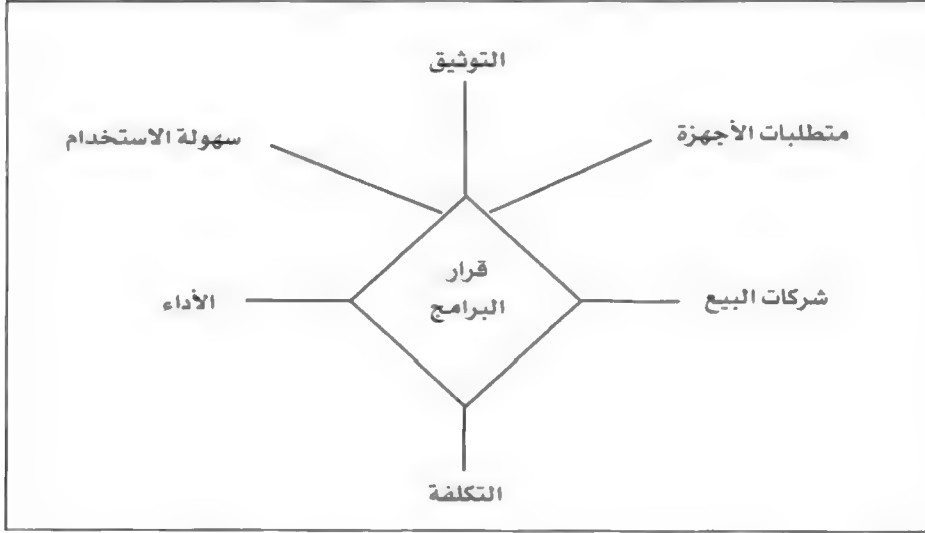 التوثيق
متطلبات الأجهزة
سهولة الاستخدام
قرار
البرامج
شركات البيع
الأداء
التكلفة